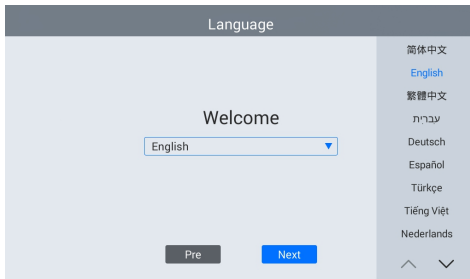 Language
Welcome
English
Pre
Next
简体中文
English
繁體中文
עברית
Deutsch
Español
Türkçe
Tiếng Việt
Nederlands